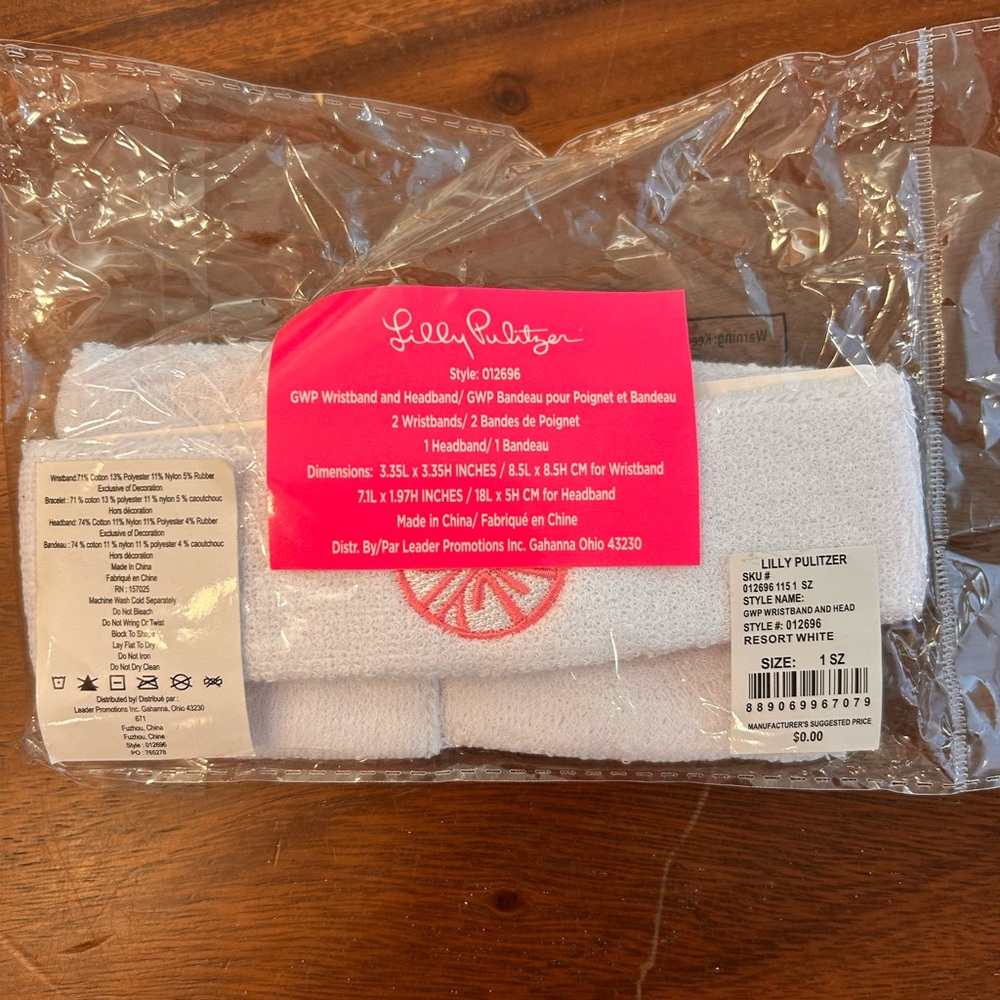 Lilly Pulitzer
Style: 012696
GWP Wristband and Headband/ GWP Bandeau pour Poignet et Bandeau
2 Wristbands/ 2 Bandes de Poignet
1 Headband/ 1 Bandeau
Dimensions: 3.35L x 3.35H INCHES / 8.5L x 8.5H CM for Wristband
7.1L x 1.97H INCHES / 18L x 5H CM for Headband
Made in China/ Fabriqué en Chine
Distr. By/Par Leader Promotions Inc. Gahanna Ohio 43230
Warning: Kee
Wristband:71% Cotton 13% Polyester 11% Nylon 5% Rubber
Exclusive of Decoration
Bracelet : 71 % coton 13 % polyester 11 % nylon 5 % caoutchouc
Hors décoration
Headband: 74% Cotton 11% Nylon 11% Polyester 4% Rubber
Exclusive of Decoration
Bandeau : 74 % coton 11 % nylon 11 % polyester 4 % caoutchouc
Hors décoration
Made In China
Fabriqué en Chine
RN : 157025
Machine Wash Cold Separately
Do Not Bleach
Do Not Wring Or Twist
Block To Shape
Lay Flat To Dry
Do Not Iron
Do Not Dry Clean
Distributed by/ Distribué par :
Leader Promotions Inc. Gahanna, Ohio 43230
671
Fuzhou, China
Fuzhou, Chine
Style : 012696
PO : 765278
LILLY PULITZER
SKU #
012696 115 1 SZ
STYLE NAME:
GWP WRISTBAND AND HEAD
STYLE #: 012696
RESORT WHITE
SIZE: 1 SZ
889069967079
MANUFACTURER'S SUGGESTED PRICE
$0.00